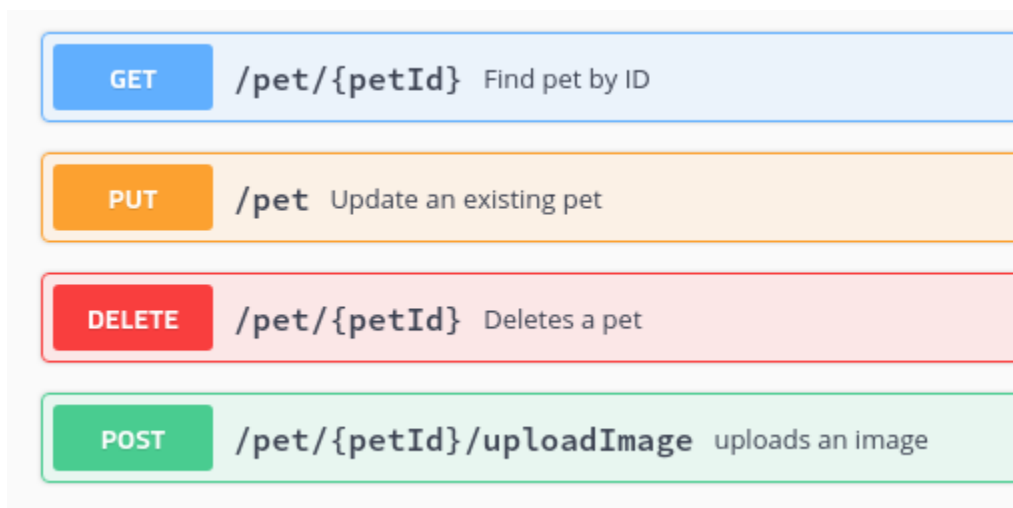 GET /pet/{petId} Find pet by ID
PUT /pet Update an existing pet
DELETE /pet/{petId} Deletes a pet
POST /pet/{petId}/uploadImage uploads an image